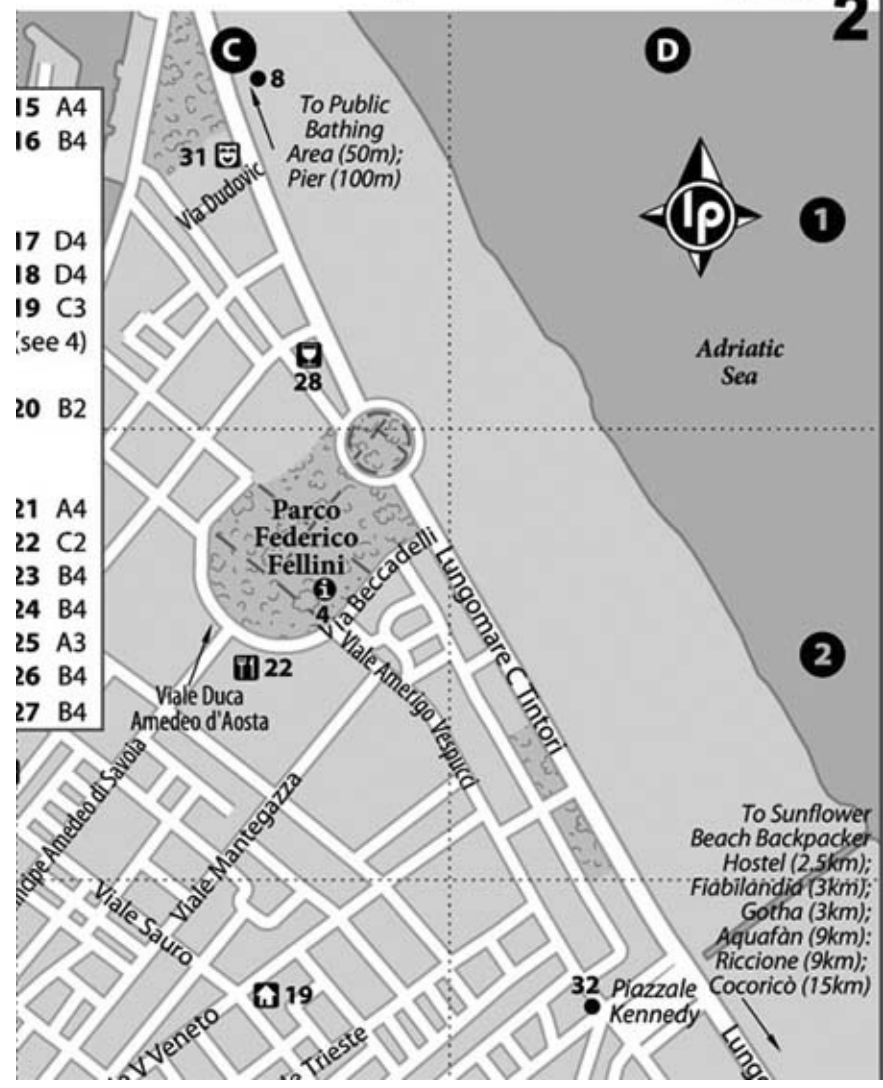 2
C
D
8
To Public
Bathing
Area (50m);
Pier (100m)
15 A4
16 B4
31
Via Dudovic
lp
1
17 D4
18 D4
19 C3
(see 4)
28
Adriatic
Sea
20 B2
Parco
Federico
Fellini
4
Via Beccadelli
Lungomare C Tintori
21 A4
22 C2
23 B4
24 B4
25 A3
26 B4
27 B4
22
Viale Amerigo Vespucci
2
Viale Duca
Amedeo d'Aosta
ncipe Amedeo di Savoia
Viale Mantegazza
Viale Sauro
To Sunflower
Beach Backpacker
Hostel (2.5km);
Fiabilandia (3km);
Gotha (3km);
Aquafàn (9km):
Riccione (9km);
Cocoricò (15km)
19
32
Piazzale
Kennedy
V Veneto
Trieste
Lungo